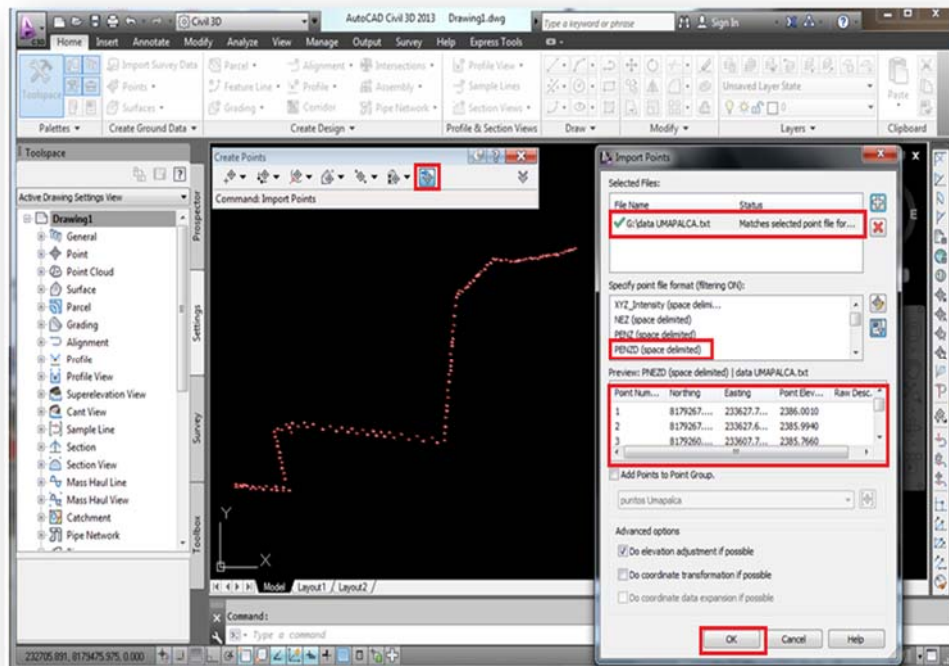 Civil 3D
AutoCAD Civil 3D 2013 Drawing1.dwg
Type a keyword or phrase
Sign In
Home Insert Annotate Modify Analyze View Manage Output Survey Help Express Tools
Toolspace
Import Survey Data
Points
Surfaces
Parcel
Feature Line
Grading
Alignment
Profile
Corridor
Intersections
Assembly
Pipe Network
Profile View
Sample Lines
Section Views
Unsaved Layer State
0
Paste
Palettes
Create Ground Data
Create Design
Profile & Section Views
Draw
Modify
Layers
Clipboard
Toolspace
Active Drawing Settings View
Drawing1
General
Point
Point Cloud
Surface
Parcel
Grading
Alignment
Profile
Profile View
Superelevation View
Cant View
Sample Line
Section
Section View
Mass Haul Line
Mass Haul View
Catchment
Pipe Network
Prospector
Settings
Survey
Toolbox
Create Points
Command: Import Points
Y
X
Model Layout1 Layout2
Command:
Type a command
232705.891, 8179475.975, 0.000
E
Import Points
Selected Files:
File Name Status
G:\data UMAPALCA.txt Matches selected point file for...
Specify point file format (filtering ON):
XYZ_Intensity (space delimi...
NEZ (space delimited)
PENZ (space delimited)
PENZD (space delimited)
Preview: PNEZD (space delimited) | data UMAPALCA.txt
Point Num... Northing Easting Point Elev... Raw Desc.
1 8179267.... 233627.7... 2386.0010
2 8179267.... 233627.6... 2385.9940
3 8179260.... 233607.7... 2385.7660
Add Points to Point Group.
puntos Umapalca
Advanced options
Do elevation adjustment if possible
Do coordinate transformation if possible
Do coordinate data expansion if possible
OK Cancel Help